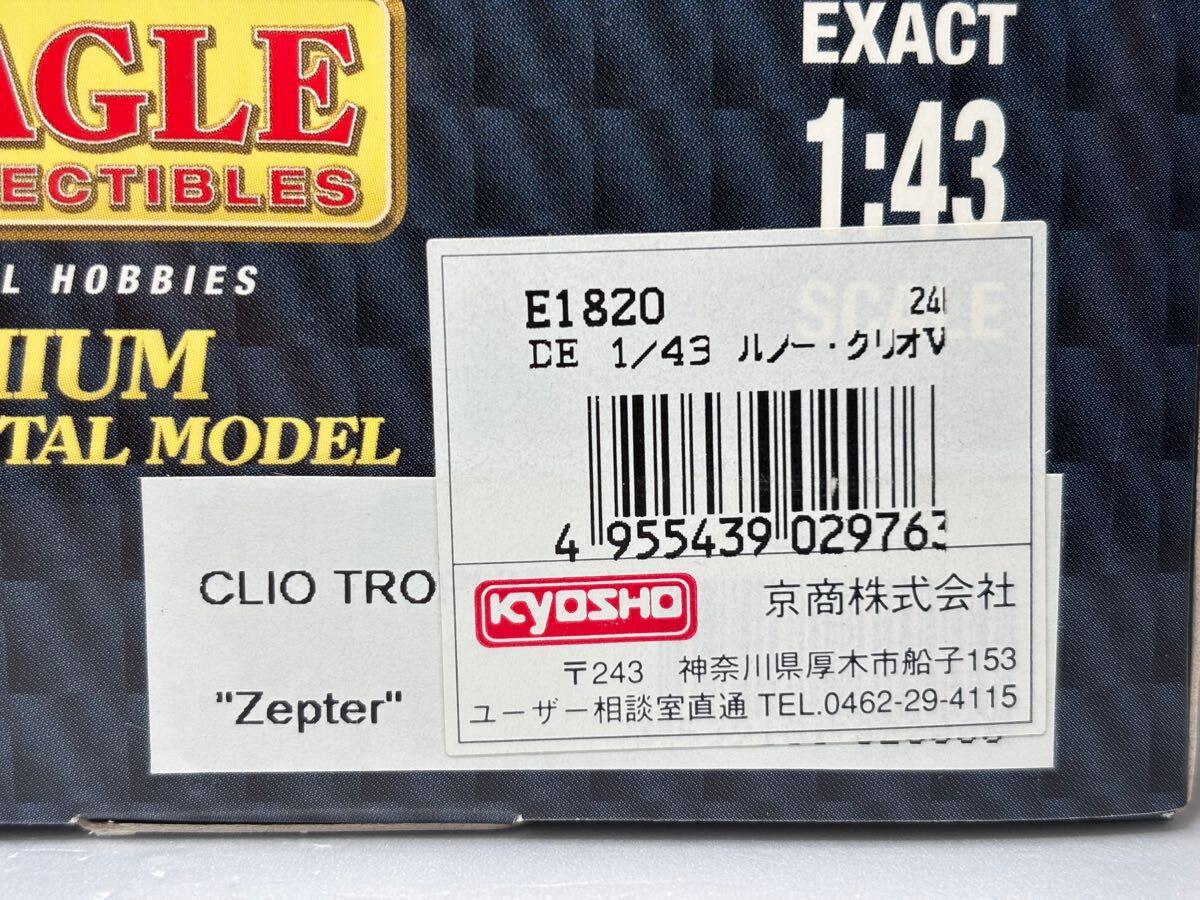 AGLE
ECTIBLES
L HOBBIES
IUM
TAL MODEL
EXACT
1:43
SCALE
E1820 24
DE 1/43 ルノー・クリオV
4 955439 029763
KYOSHO 京商株式会社
〒243 神奈川県厚木市船子153
ユーザー相談室直通 TEL.0462-29-4115
CLIO TRO
"Zepter"